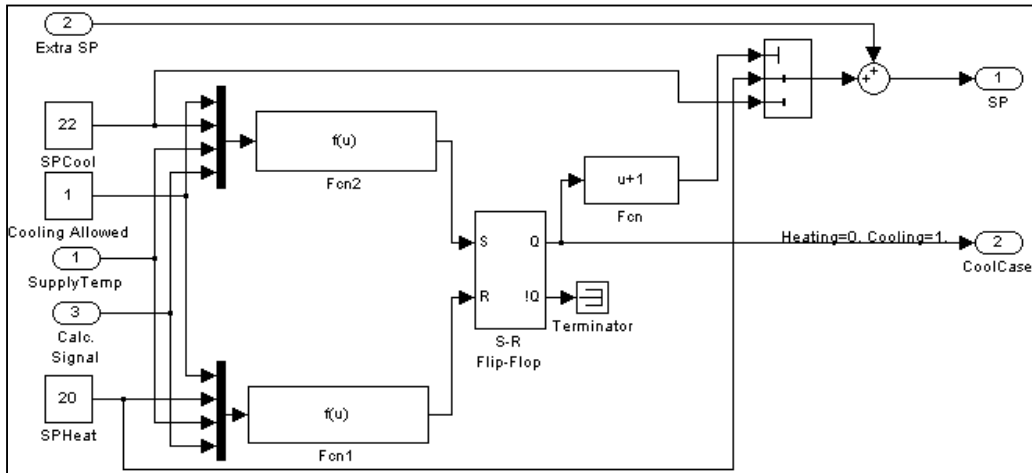 2
Extra SP
22
SPCool
1
Cooling Allowed
1
SupplyTemp
3
Calc.
Signal
20
SPHeat
f(u)
Fcn2
f(u)
Fcn1
S
Q
R
!Q
S-R
Flip-Flop
Terminator
u+1
Fcn
Heating=0, Cooling=1.
+
+
1
SP
2
CoolCase